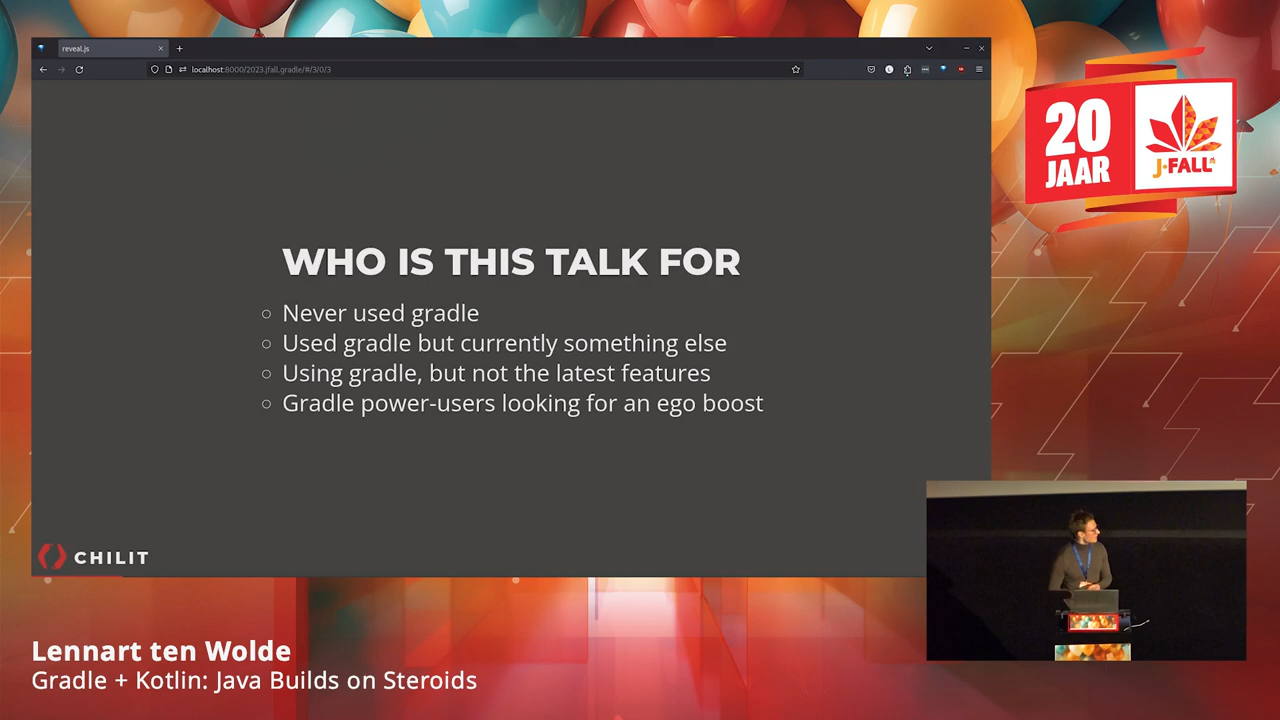 reveal.js
localhost:8000/2023.jfall.gradle/#/3/0/3
20
JAAR
J·FALL
WHO IS THIS TALK FOR
Never used gradle
Used gradle but currently something else
Using gradle, but not the latest features
Gradle power-users looking for an ego boost
CHILIT
Lennart ten Wolde
Gradle + Kotlin: Java Builds on Steroids